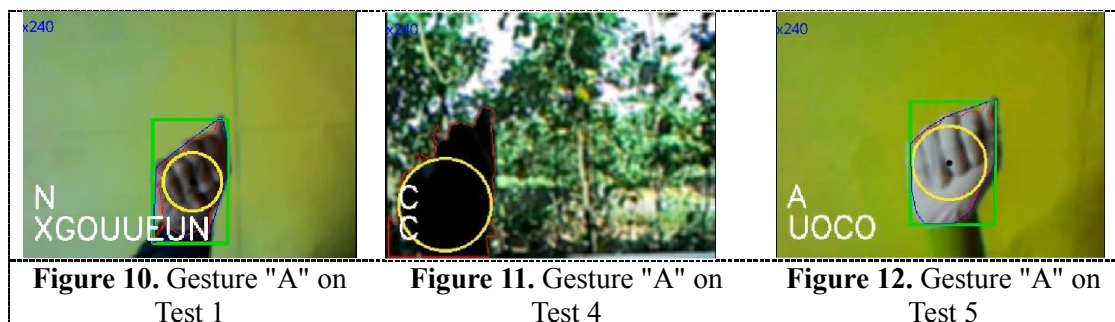 x240
N
XGOUUEUN
x240
C
C
x240
A
UOCO
Figure 10. Gesture "A" on
Test 1
Figure 11. Gesture "A" on
Test 4
Figure 12. Gesture "A" on
Test 5